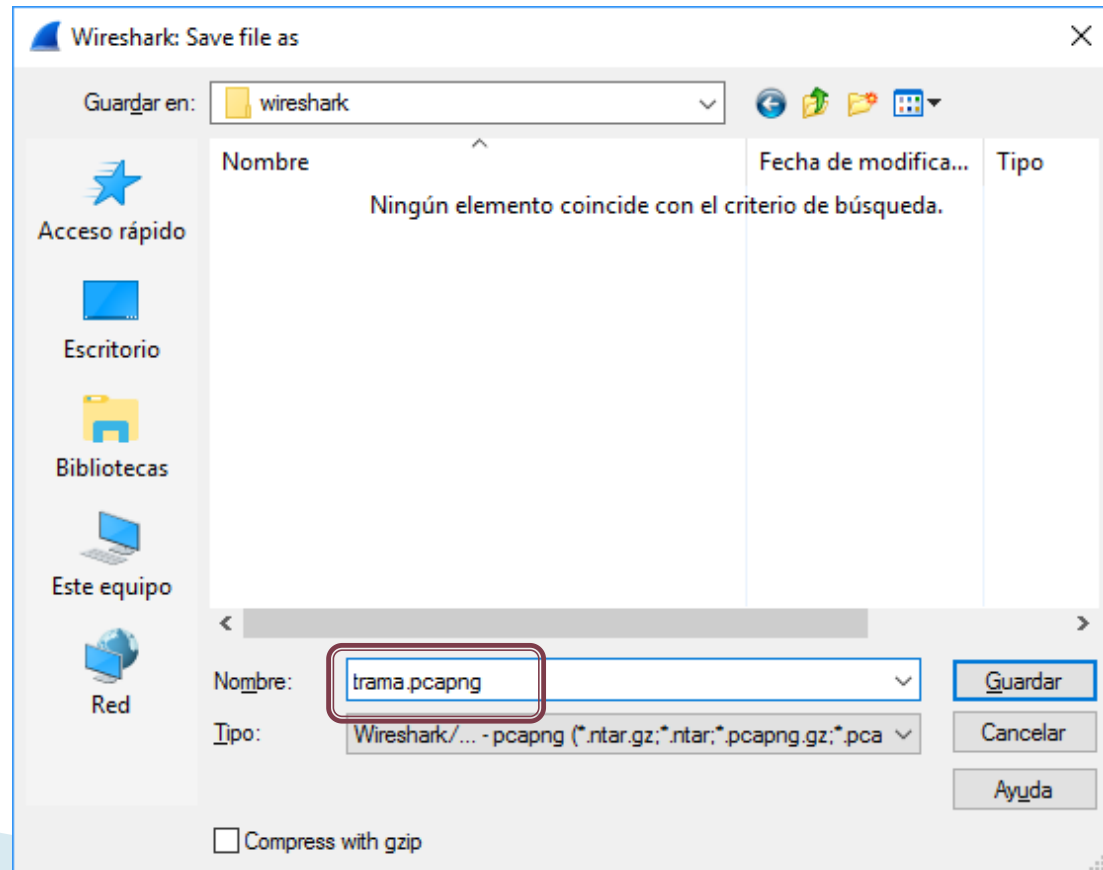 Wireshark: Save file as
Guardar en: wireshark
Nombre Fecha de modifica... Tipo
Ningún elemento coincide con el criterio de búsqueda.
Acceso rápido
Escritorio
Bibliotecas
Este equipo
Red
Nombre: trama.pcapng Guardar
Tipo: Wireshark/... - pcapng (*.ntar.gz;*.ntar;*.pcapng.gz;*.pca Cancelar
Ayuda
Compress with gzip